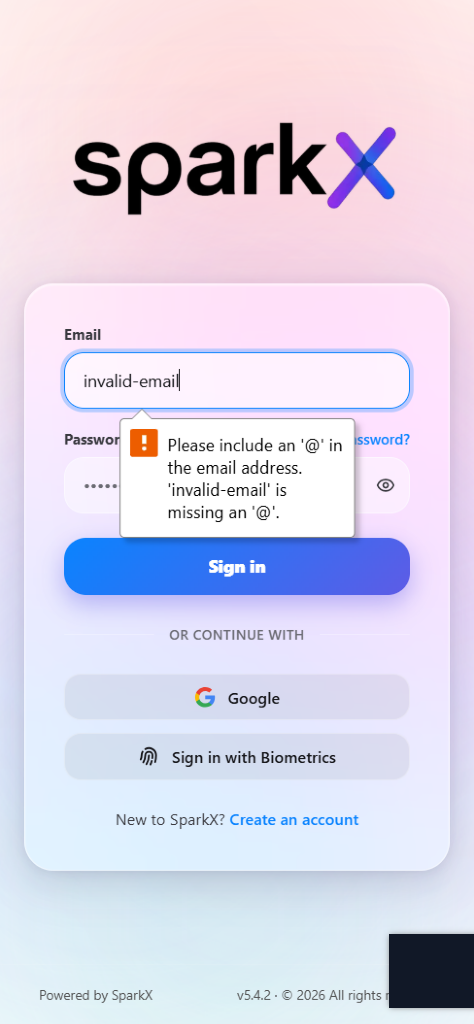 sparkX
Email
invalid-email
Please include an '@' in
the email address.
'invalid-email' is
missing an '@'.
Sign in
OR CONTINUE WITH
Google
Sign in with Biometrics
New to SparkX? Create an account
Powered by SparkX
v5.4.2 · © 2026 All rights